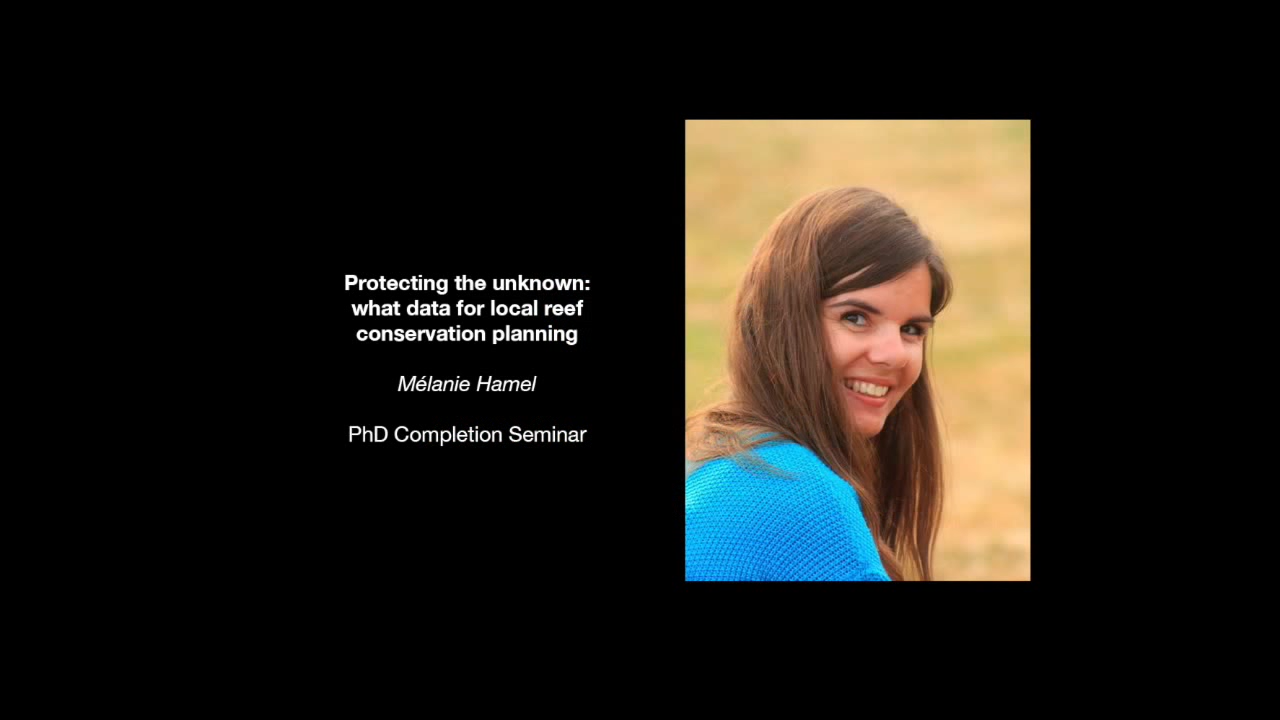 Protecting the unknown:
what data for local reef
conservation planning
Mélanie Hamel
PhD Completion Seminar